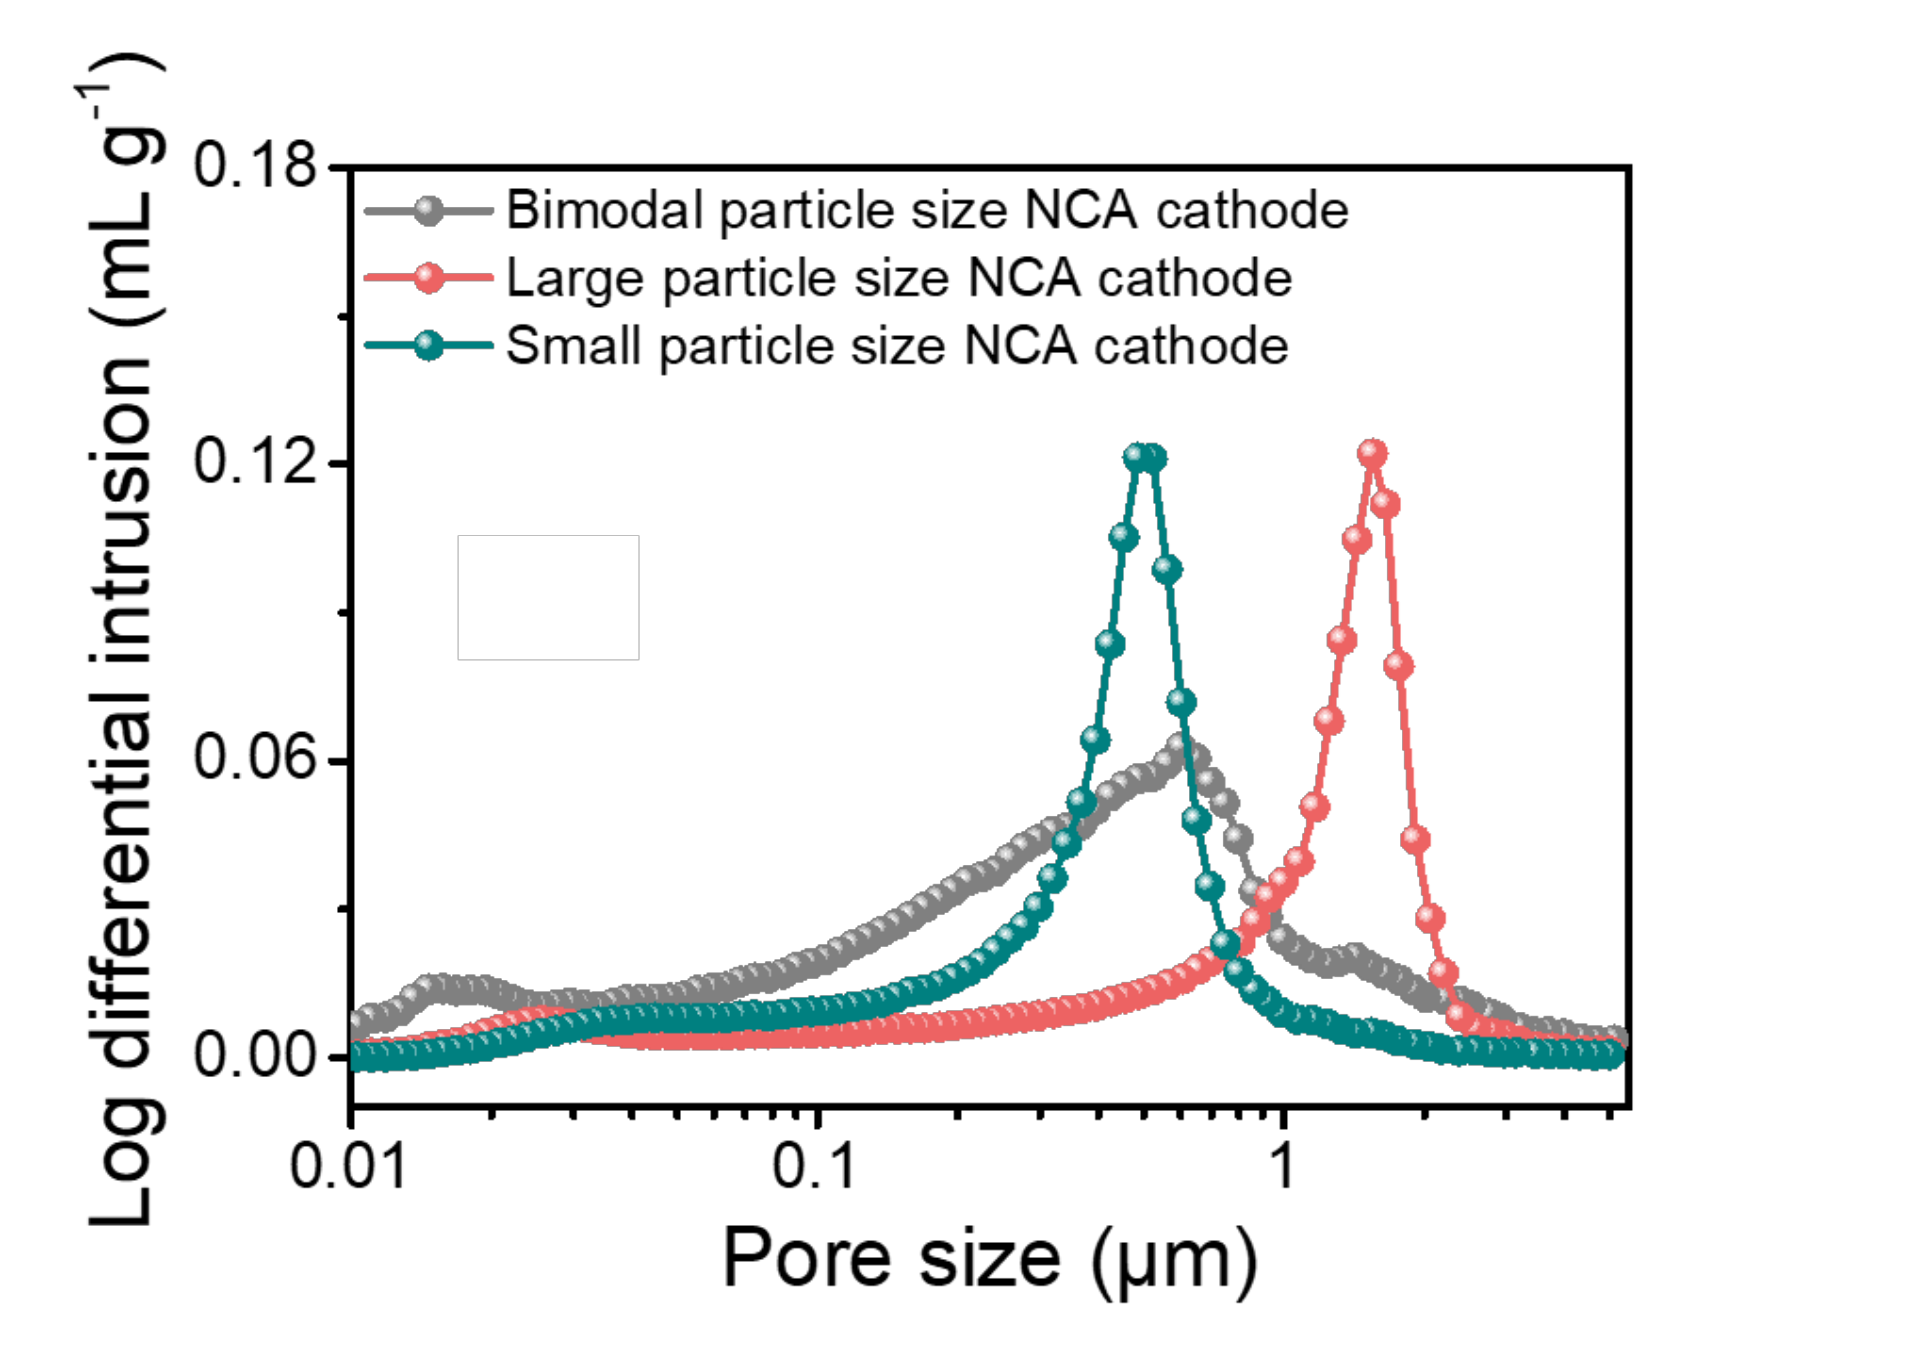 Log differential intrusion (mL g⁻¹)
0.18
0.12
0.06
0.00
Bimodal particle size NCA cathode
Large particle size NCA cathode
Small particle size NCA cathode
0.01 0.1 1
Pore size (μm)